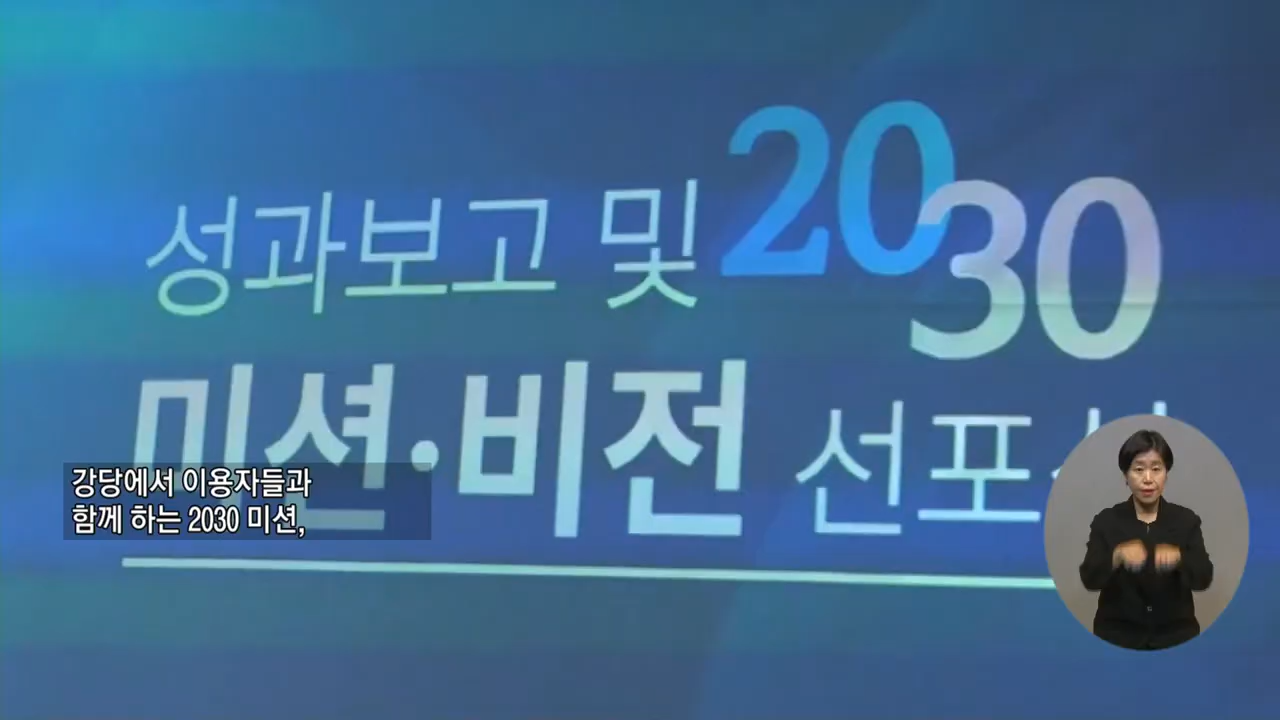 성과보고 및 2030
미션·비전 선포식
강당에서 이용자들과
함께 하는 2030 미션,